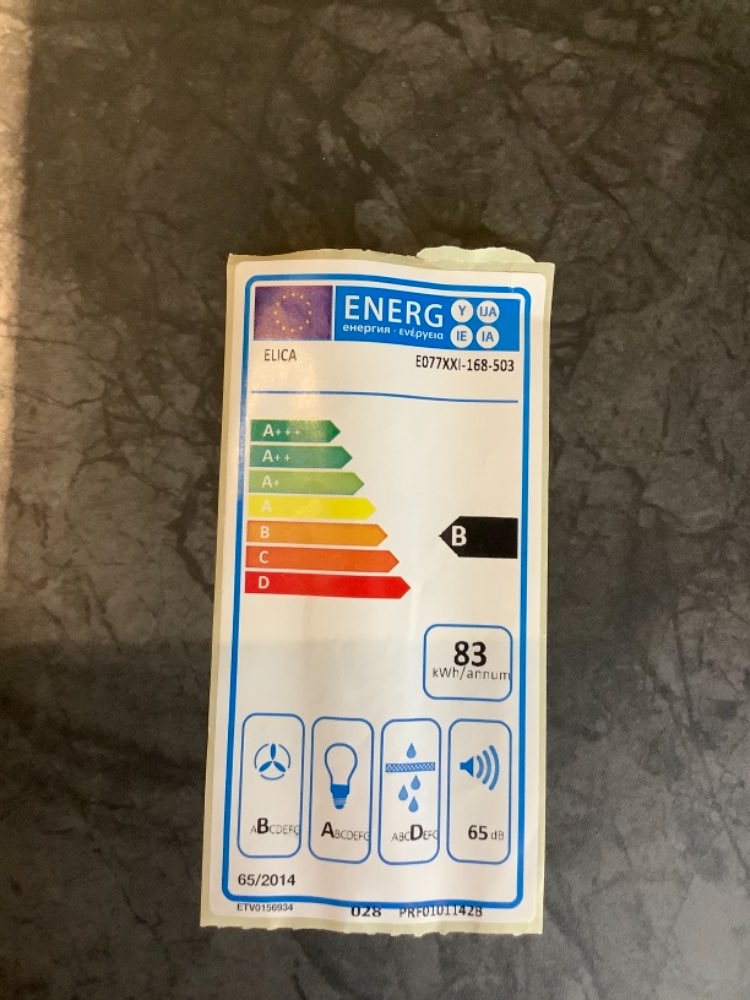 ENERG Y IJA
енергия · ενέργεια IE IA
ELICA E077XXI-168-503
A+++
A++
A+
A
B B
C
D
83
kWh/annum
ABCDEFG ABCDEFG ABCDEFG 65 dB
65/2014
ETV0156934 028 PRF0101142B